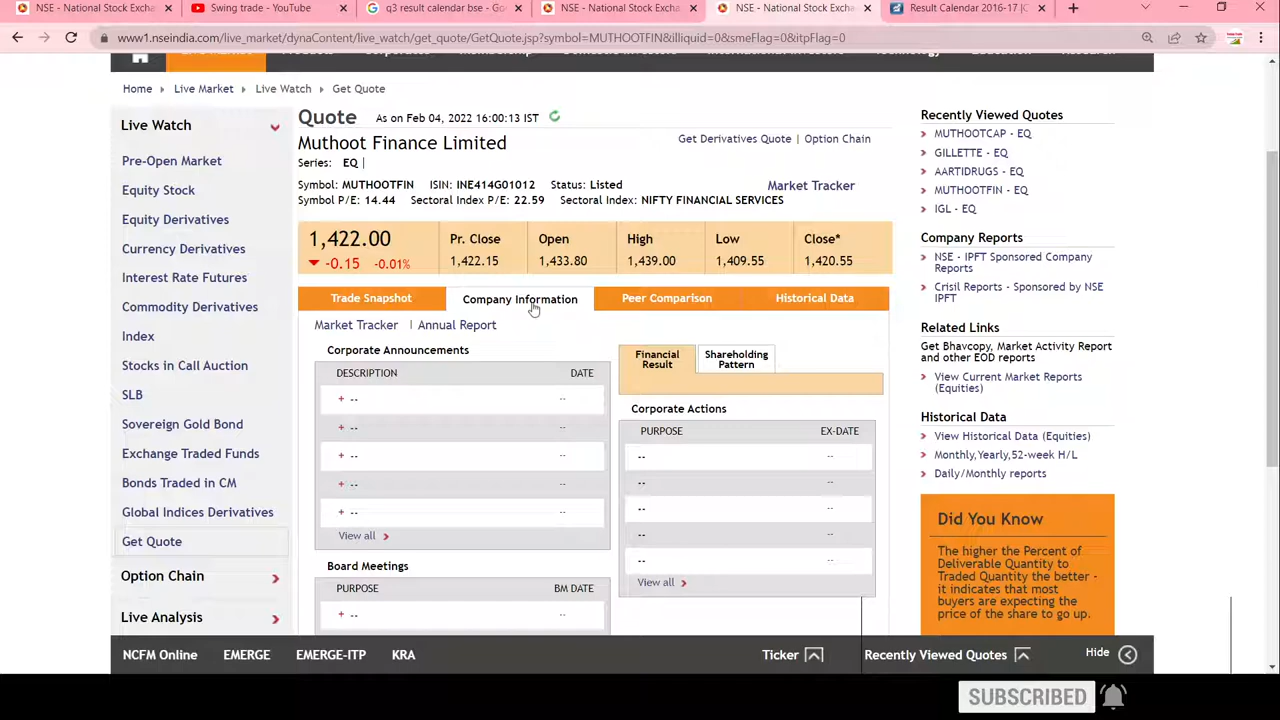 NSE - National Stock Excha
Swing trade - YouTube
q3 result calendar bse - Go
NSE - National Stock Excha
NSE - National Stock Excha
Result Calendar 2016-17 |C
www1.nseindia.com/live_market/dynaContent/live_watch/get_quote/GetQuote.jsp?symbol=MUTHOOTFIN&illiquid=0&smeFlag=0&itpFlag=0
Home
Live Market
Live Watch
Get Quote
Live Watch
Pre-Open Market
Equity Stock
Equity Derivatives
Currency Derivatives
Interest Rate Futures
Commodity Derivatives
Index
Stocks in Call Auction
SLB
Sovereign Gold Bond
Exchange Traded Funds
Bonds Traded in CM
Global Indices Derivatives
Get Quote
Option Chain
Live Analysis
Quote As on Feb 04, 2022 16:00:13 IST
Muthoot Finance Limited
Get Derivatives Quote | Option Chain
Series: EQ |
Symbol: MUTHOOTFIN ISIN: INE414G01012 Status: Listed
Market Tracker
Symbol P/E: 14.44 Sectoral Index P/E: 22.59 Sectoral Index: NIFTY FINANCIAL SERVICES
1,422.00 Pr. Close Open High Low Close*
-0.15 -0.01% 1,422.15 1,433.80 1,439.00 1,409.55 1,420.55
Trade Snapshot Company Information Peer Comparison Historical Data
Market Tracker | Annual Report
Corporate Announcements
DESCRIPTION DATE
+ -- --
+ -- --
+ -- --
+ -- --
+ -- --
View all
Board Meetings
PURPOSE BM DATE
+ -- --
Financial Result
Shareholding Pattern
Corporate Actions
PURPOSE EX-DATE
-- --
-- --
-- --
-- --
-- --
View all
Recently Viewed Quotes
MUTHOOTCAP - EQ
GILLETTE - EQ
AARTIDRUGS - EQ
MUTHOOTFIN - EQ
IGL - EQ
Company Reports
NSE - IPFT Sponsored Company
Reports
Crisil Reports - Sponsored by NSE
IPFT
Related Links
Get Bhavcopy, Market Activity Report
and other EOD reports
View Current Market Reports
(Equities)
Historical Data
View Historical Data (Equities)
Monthly,Yearly,52-week H/L
Daily/Monthly reports
Did You Know
The higher the Percent of
Deliverable Quantity to
Traded Quantity the better -
it indicates that most
buyers are expecting the
price of the share to go up.
NCFM Online EMERGE EMERGE-ITP KRA Ticker Recently Viewed Quotes Hide
SUBSCRIBED